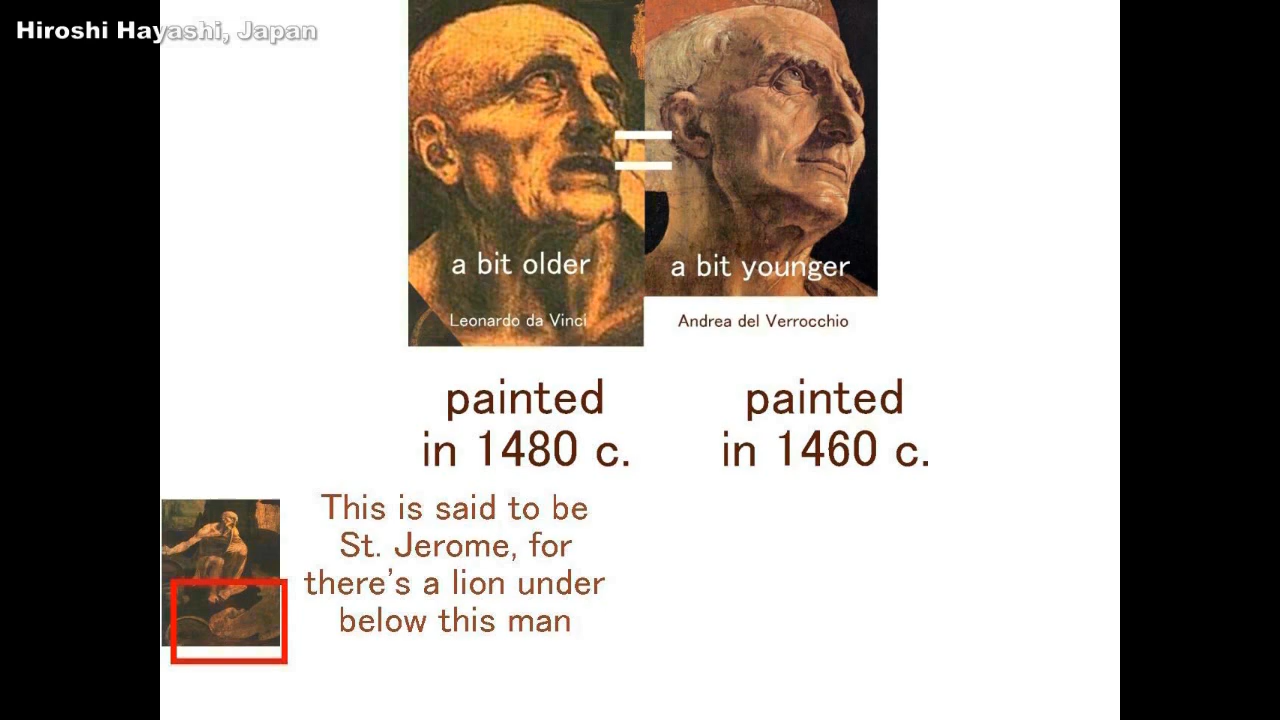 Hiroshi Hayashi, Japan
a bit older
a bit younger
Leonardo da Vinci
Andrea del Verrocchio
painted
in 1480 c.
painted
in 1460 c.
This is said to be
St. Jerome, for
there's a lion under
below this man